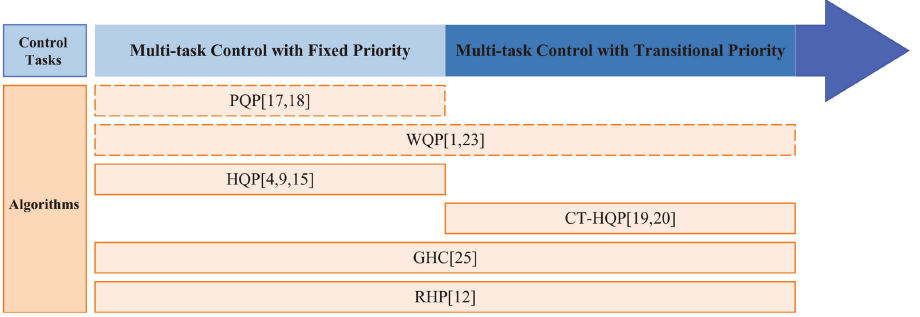 Control
Tasks
Multi-task Control with Fixed Priority
Multi-task Control with Transitional Priority
Algorithms
PQP[17,18]
WQP[1,23]
HQP[4,9,15]
CT-HQP[19,20]
GHC[25]
RHP[12]